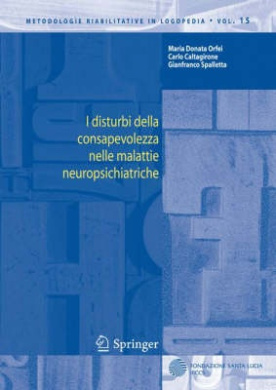 METODOLOGIE RIABILITATIVE IN LOGOPEDIA • VOL. 15
Maria Donata Orfei
Carlo Caltagirone
Gianfranco Spalletta
I disturbi della
consapevolezza
nelle malattie
neuropsichiatriche
Springer
FONDAZIONE SANTA LUCIA
IRCCS